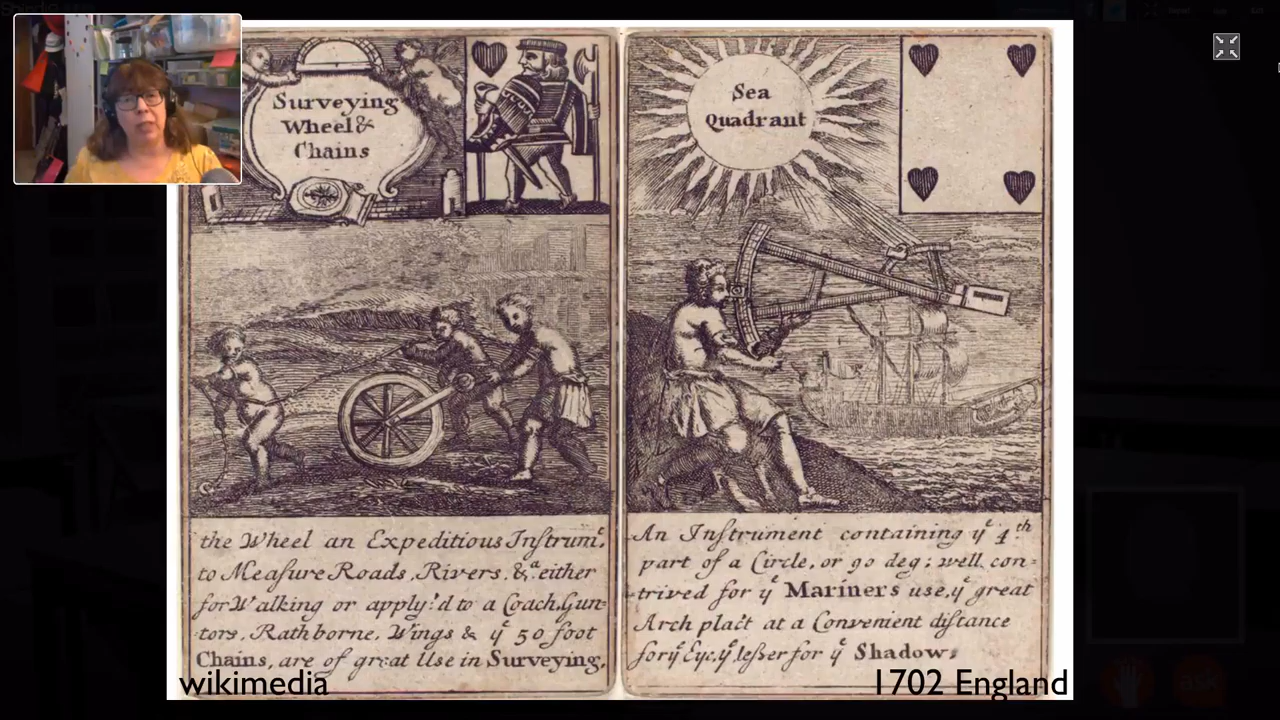 Surveying
Wheel &
Chains
the Wheel an Expeditious Inſtrumᵗ.
to Meaſure Roads, Rivers, &ᵃ. either
for Walking or apply'd to a Coach, Gun-
tors, Rathborne, Wings & yᵉ 50 foot
Chains, are of great Use in Surveying.
Sea
Quadrant
An Inſtrument containing yᵉ 4ᵗʰ
part of a Circle, or 90 deg; well con-
trived for yᵉ Mariners use, yᵉ great
Arch plac't at a Convenient diſtance
for yᵉ Eye, yᵉ leſser for yᵉ Shadow.
wikimedia
1702 England